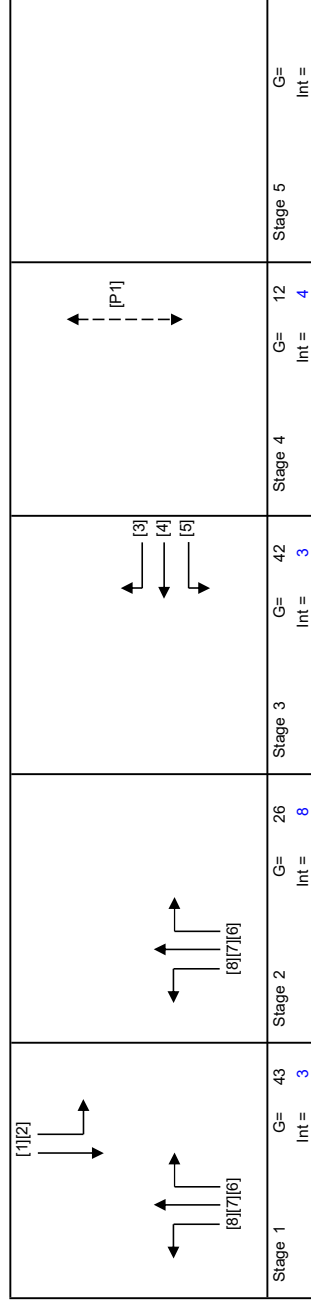 [1][2]
[8][7][6]
Stage 1 G= 43
Int = 3
[8][7][6]
Stage 2 G= 26
Int = 8
[3]
[4]
[5]
Stage 3 G= 42
Int = 3
[P1]
Stage 4 G= 12
Int = 4
Stage 5 G=
Int =